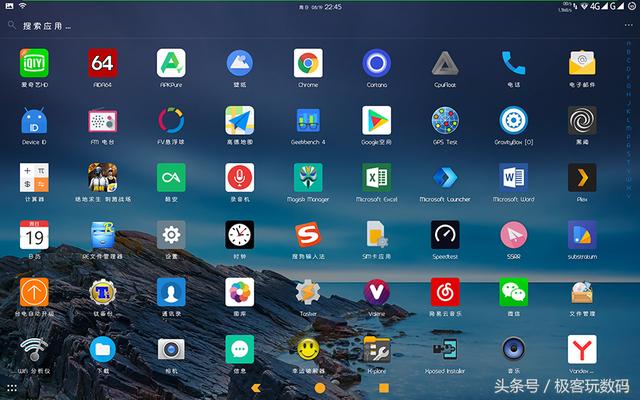 周日 08/19 22:45
4G G
搜索应用...
爱奇艺HD AIDA64 APKPure 壁纸 Chrome Cortana CpuFloat 电话 电子邮件
Device ID FM 电台 FV悬浮球 高德地图 Geekbench 4 Google空间 GPS Test GravityBox [O] 黑阈
计算器 绝地求生 刺激战场 酷安 录音机 Magisk Manager Microsoft Excel Microsoft Launcher Microsoft Word Plex
周日
19
日历 RE文件管理器 设置 时钟 搜狗输入法 SIM卡应用 Speedtest SSRR substratum
台电自动升级 钛备份 通讯录 图库 Tasker Volume 网易云音乐 微信 文件管理
WiFi 分析仪 下载 相机 信息 幸运破解器 X-plore Xposed Installer 音乐 Yandex...
头条号 / 极客玩数码